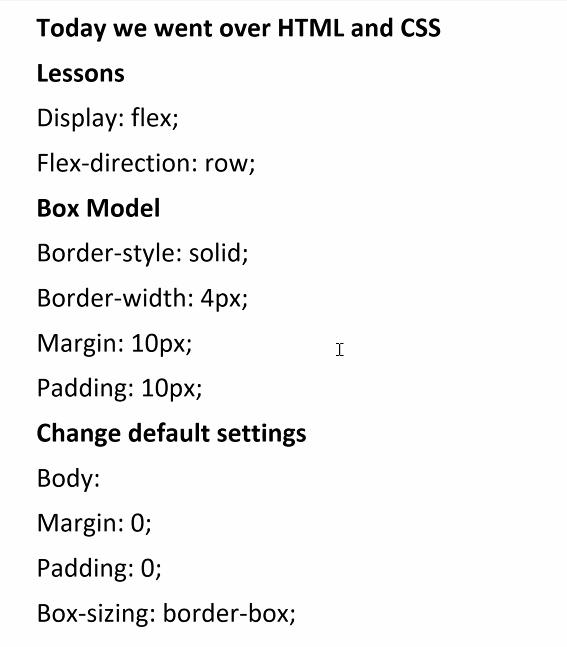 Today we went over HTML and CSS
Lessons
Display: flex;
Flex-direction: row;
Box Model
Border-style: solid;
Border-width: 4px;
Margin: 10px;
Padding: 10px;
Change default settings
Body:
Margin: 0;
Padding: 0;
Box-sizing: border-box;